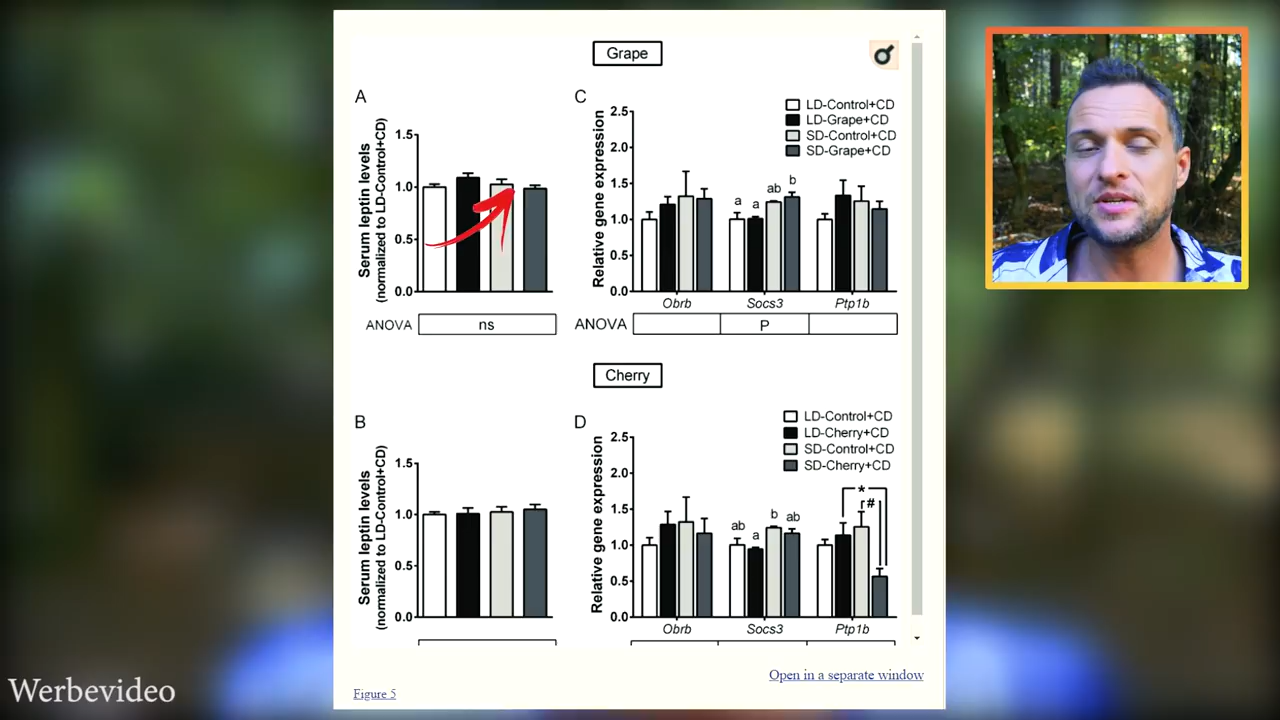 Grape
A
Serum leptin levels
(normalized to LD-Control+CD)
1.5
1.0
0.5
0.0
ANOVA
ns
C
Relative gene expression
2.5
2.0
1.5
1.0
0.5
0.0
LD-Control+CD
LD-Grape+CD
SD-Control+CD
SD-Grape+CD
a a ab b
Obrb Socs3 Ptp1b
ANOVA
P
Cherry
B
Serum leptin levels
(normalized to LD-Control+CD)
1.5
1.0
0.5
0.0
D
Relative gene expression
2.5
2.0
1.5
1.0
0.5
0.0
LD-Control+CD
LD-Cherry+CD
SD-Control+CD
SD-Cherry+CD
ab a b ab
*
#
Obrb Socs3 Ptp1b
Open in a separate window
Figure 5
Werbevideo